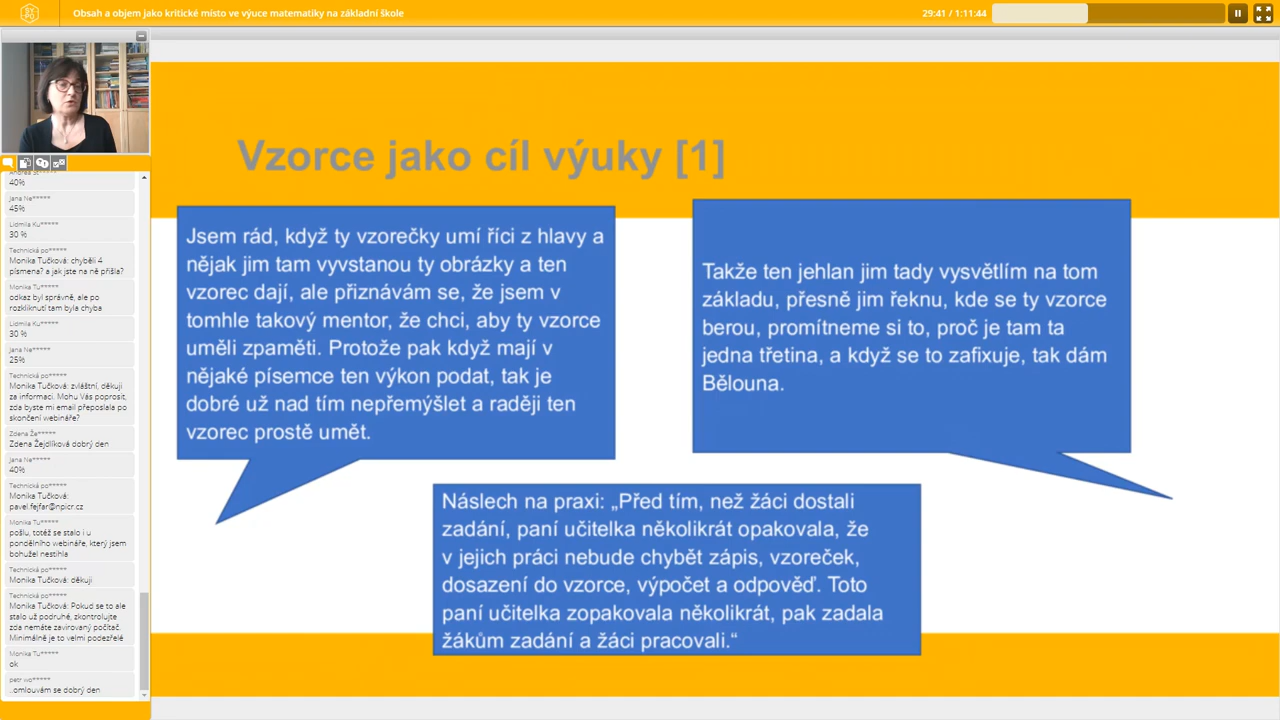 Obsah a objem jako kritické místo ve výuce matematiky na základní škole
29:41 / 1:11:44
Vzorce jako cíl výuky [1]
Jsem rád, když ty vzorečky umí říci z hlavy a
nějak jim tam vyvstanou ty obrázky a ten
vzorec dají, ale přiznávám se, že jsem v
tomhle takový mentor, že chci, aby ty vzorce
uměli zpaměti. Protože pak když mají v
nějaké písemce ten výkon podat, tak je
dobré už nad tím nepřemýšlet a raději ten
vzorec prostě umět.
Takže ten jehlan jim tady vysvětlím na tom
základu, přesně jim řeknu, kde se ty vzorce
berou, promítneme si to, proč je tam ta
jedna třetina, a když se to zafixuje, tak dám
Bělouna.
Náslech na praxi: „Před tím, než žáci dostali
zadání, paní učitelka několikrát opakovala, že
v jejich práci nebude chybět zápis, vzoreček,
dosazení do vzorce, výpočet a odpověď. Toto
paní učitelka zopakovala několikrát, pak zadala
žákům zadání a žáci pracovali.“
40%
Jana Ne*****
45%
Lidmila Ku*****
30 %
Technická po*****
Monika Tučková: chyběli 4
písmena? a jak jste na ně přišla?
Monika Tu*****
odkaz byl správně, ale po
rozkliknutí tam byla chyba
Lidmila Ku*****
30 %
Jana Ne*****
25%
Technická po*****
Monika Tučková: zvláštní, děkuji
za informaci. Mohu Vás poprosit,
zda byste mi email přeposlala po
skončení webináře?
Zdena Že*****
Zdena Žejdlíková dobrý den
Jana Ne*****
40%
Technická po*****
Monika Tučková:
pavel.fejfar@npicr.cz
Monika Tu*****
pošlu, totéž se stalo i u
pondělního webináře, který jsem
bohužel nestihla
Technická po*****
Monika Tučková: děkuji
Technická po*****
Monika Tučková: Pokud se to ale
stalo už podruhé, zkontrolujte
zda nemáte zavirovaný počítač.
Minimálně je to velmi podezřelé
Monika Tu*****
ok
petr wo*****
..omlouvám se dobrý den